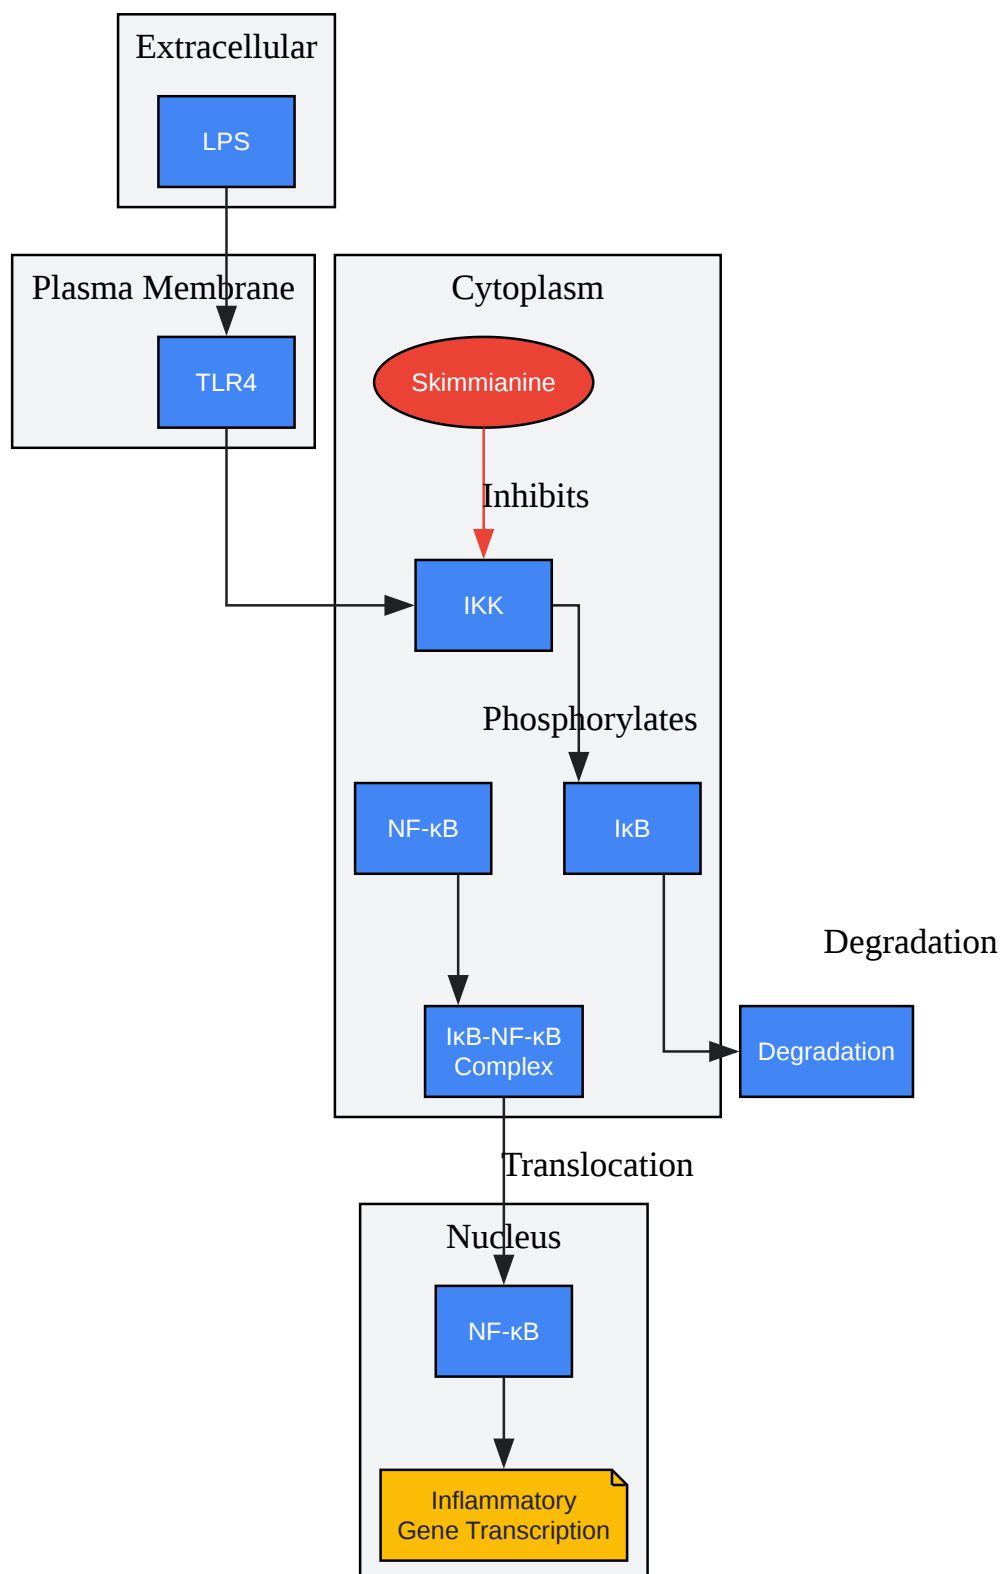 Extracellular
LPS
Plasma Membrane
TLR4
Cytoplasm
Skimmianine
Inhibits
IKK
Phosphorylates
NF-κB
IκB
Degradation
IκB-NF-κB
Complex
Degradation
Translocation
Nucleus
NF-κB
Inflammatory
Gene Transcription